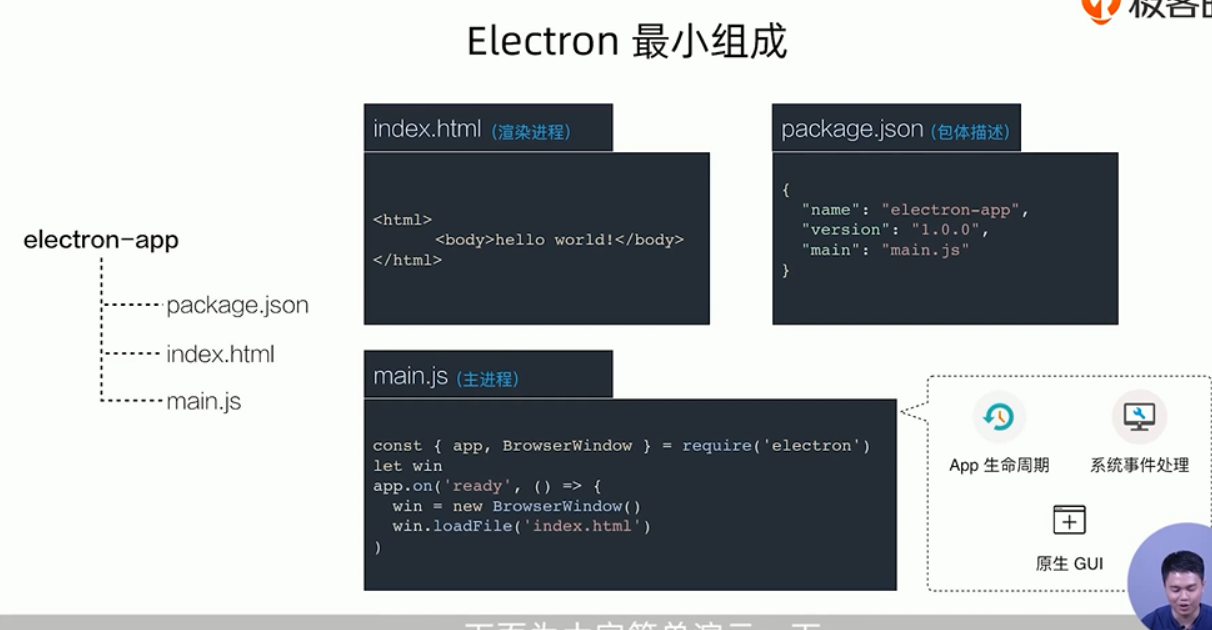 极客
Electron 最小组成
electron-app
package.json
index.html
main.js
index.html (渲染进程)
<html>
<body>hello world!</body>
</html>
package.json (包体描述)
{
"name": "electron-app",
"version": "1.0.0",
"main": "main.js"
}
main.js (主进程)
const { app, BrowserWindow } = require('electron')
let win
app.on('ready', () => {
win = new BrowserWindow()
win.loadFile('index.html')
)
App 生命周期
系统事件处理
原生 GUI